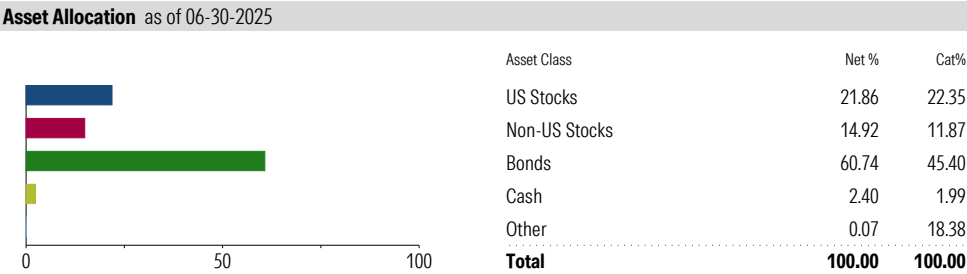 Asset Allocation as of 06-30-2025
Asset Class Net % Cat%
US Stocks 21.86 22.35
Non-US Stocks 14.92 11.87
Bonds 60.74 45.40
Cash 2.40 1.99
Other 0.07 18.38
Total 100.00 100.00
0 50 100